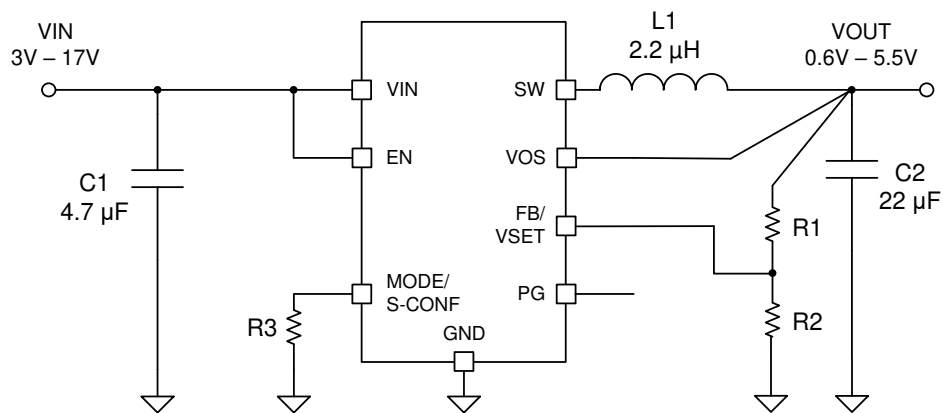 VIN
3V – 17V
L1
2.2 µH
VOUT
0.6V – 5.5V
VIN
SW
EN
VOS
C1
4.7 µF
C2
22 µF
FB/
VSET
R1
MODE/
S-CONF
PG
R3
GND
R2